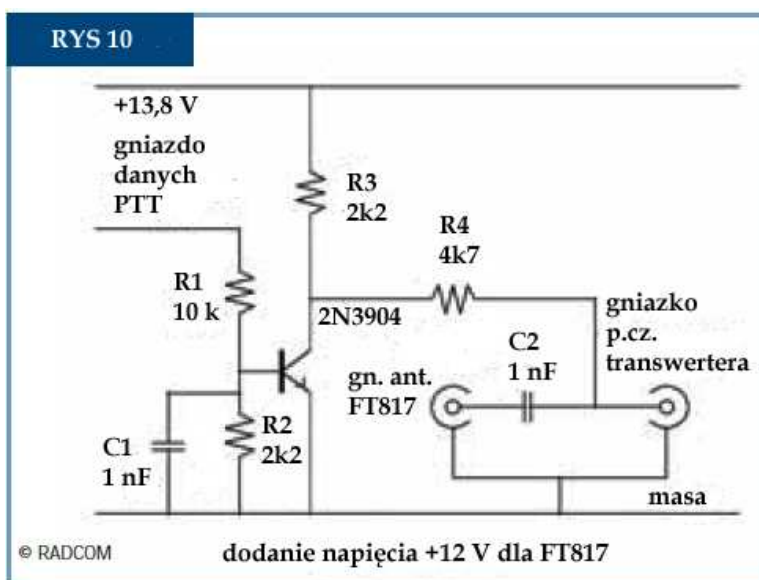 RYS 10
+13,8 V
gniazdo
danych
PTT
R3
2k2
R4
4k7
R1
10 k
2N3904
gniazko
p.cz.
transwertera
C2
1 nF
gn. ant.
FT817
R2
2k2
C1
1 nF
masa
© RADCOM
dodanie napięcia +12 V dla FT817